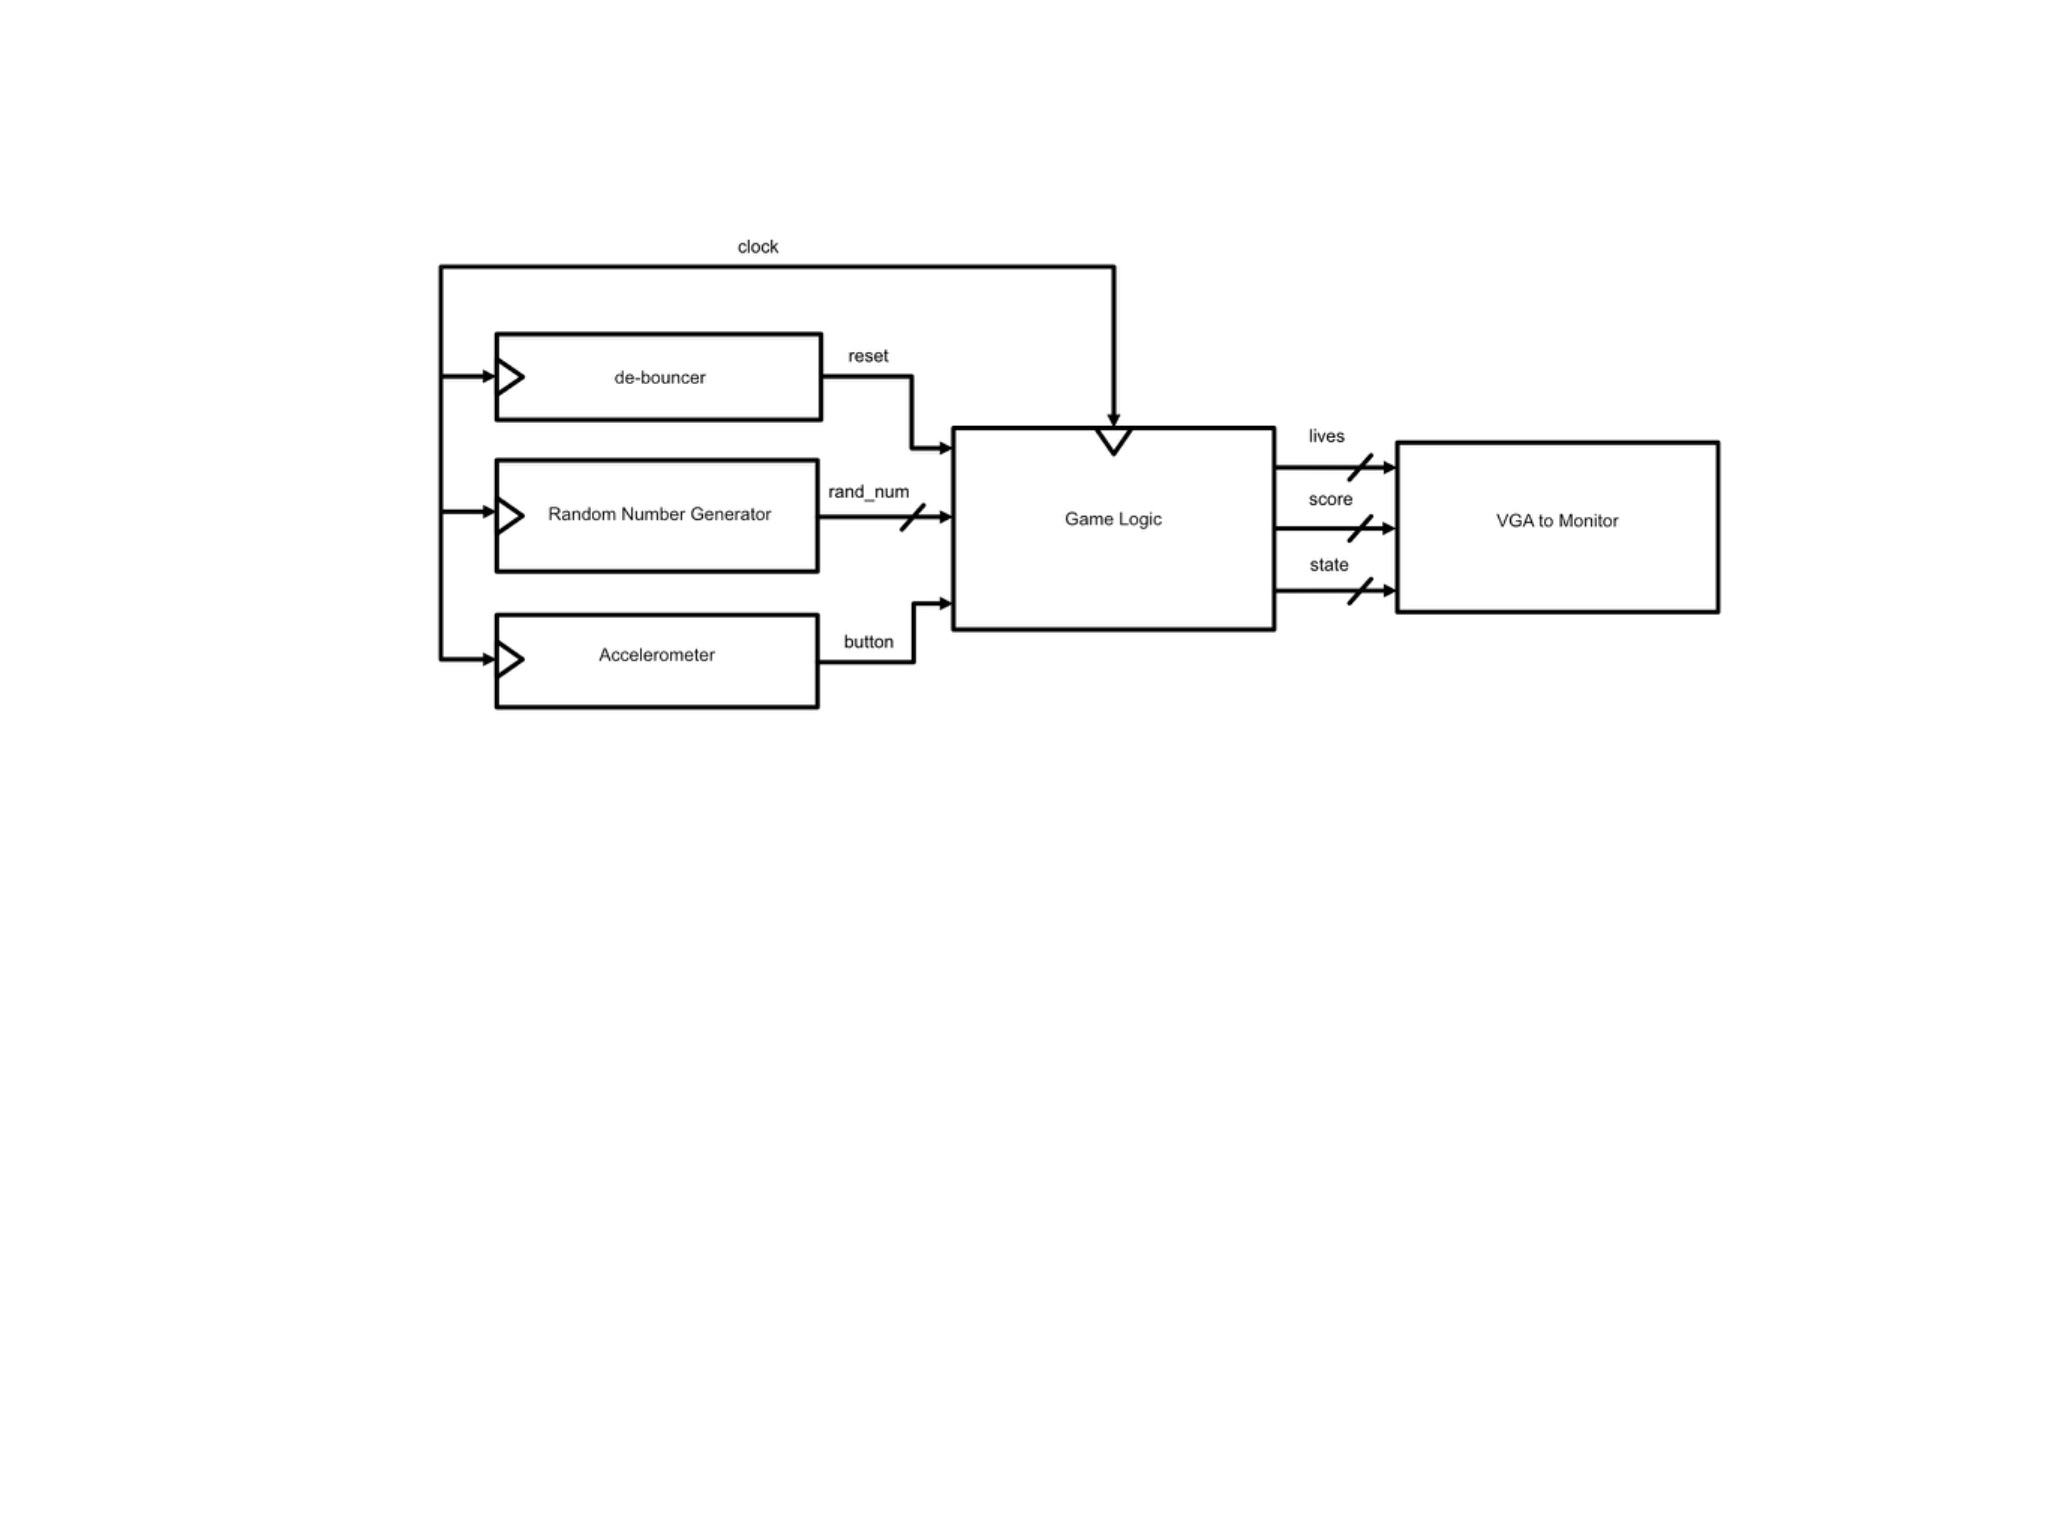 clock
de-bouncer
reset
Random Number Generator
rand_num
Accelerometer
button
Game Logic
lives
score
state
VGA to Monitor